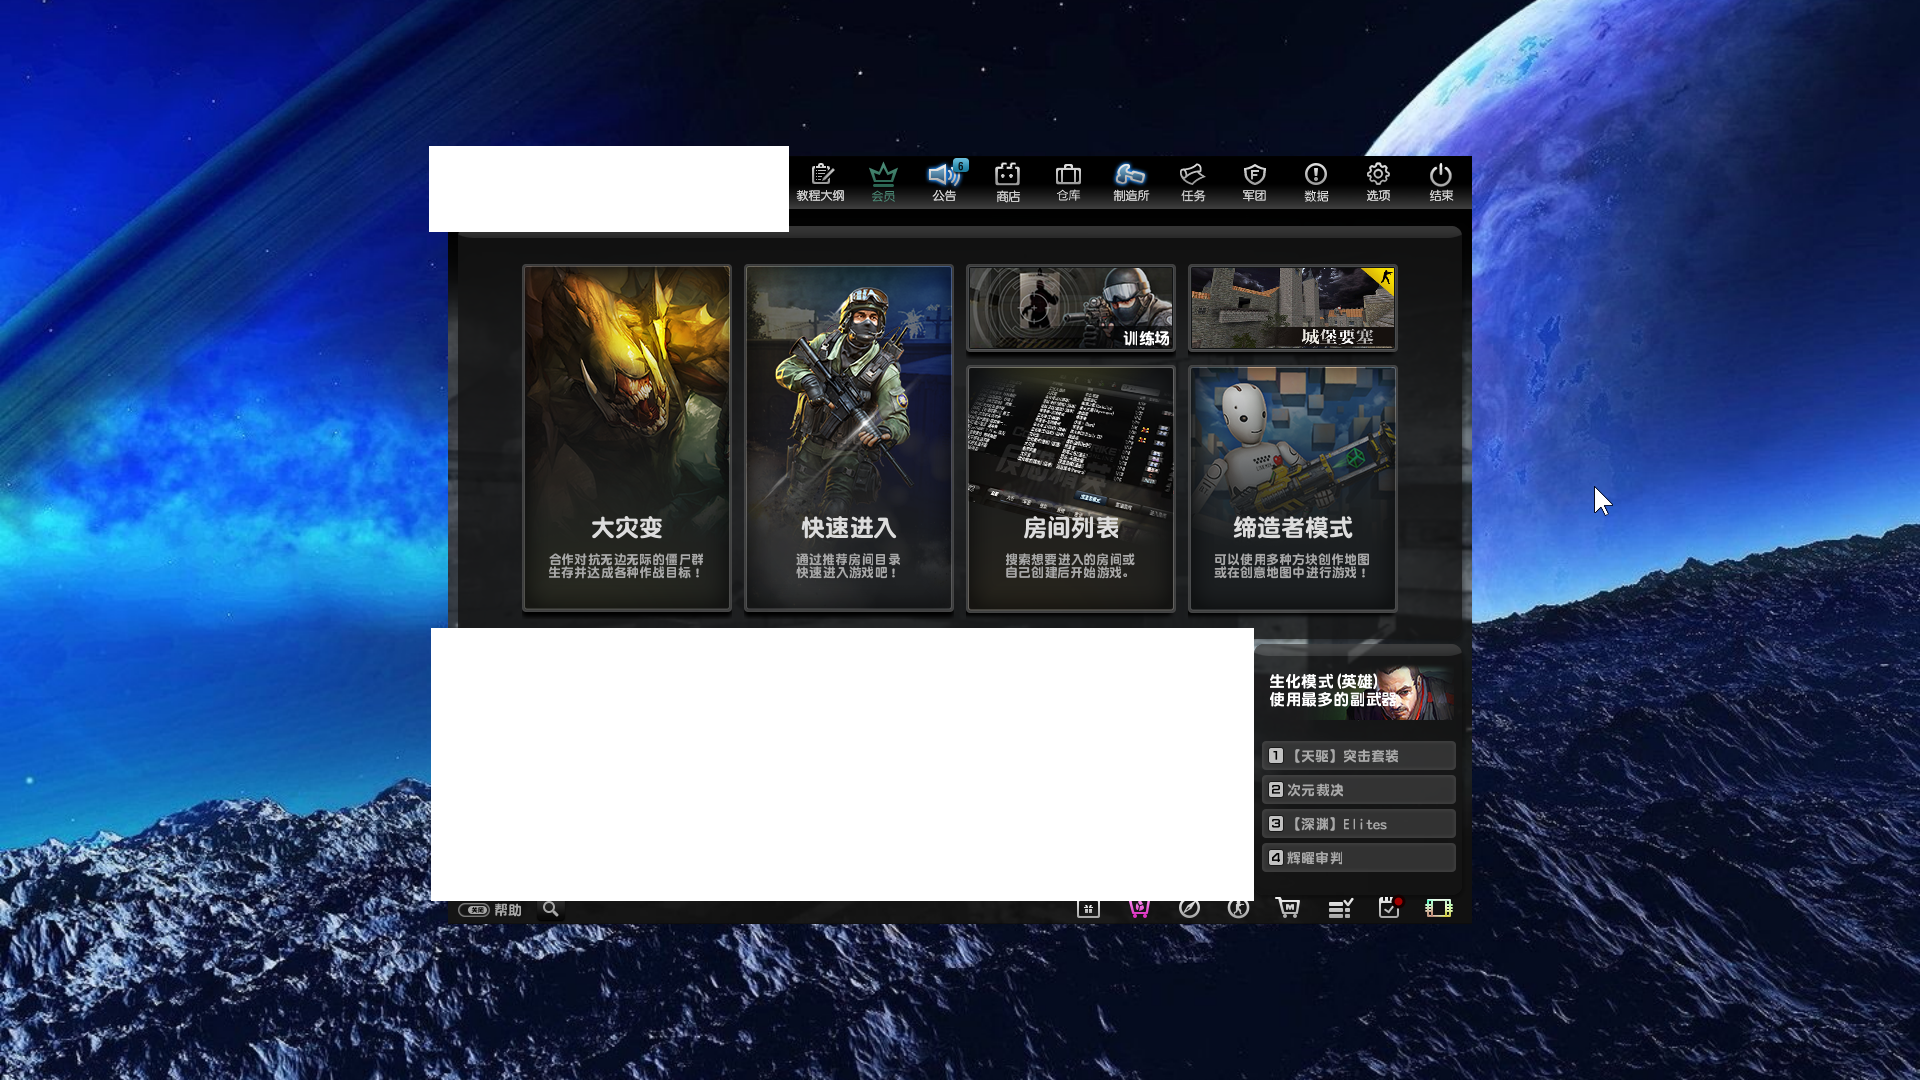 教程大纲
会员
6
公告
商店
仓库
制造所
任务
军团
数据
选项
结束
训练场
城堡要塞
大灾变
合作对抗无边无际的僵尸群
生存并达成各种作战目标！
快速进入
通过推荐房间目录
快速进入游戏吧！
房间列表
搜索想要进入的房间或
自己创建后开始游戏。
缔造者模式
可以使用多种方块创作地图
或在创意地图中进行游戏！
生化模式(英雄)
使用最多的副武器
1 【天驱】突击套装
2 次元裁决
3 【深渊】Elites
4 辉曜审判
关闭 帮助